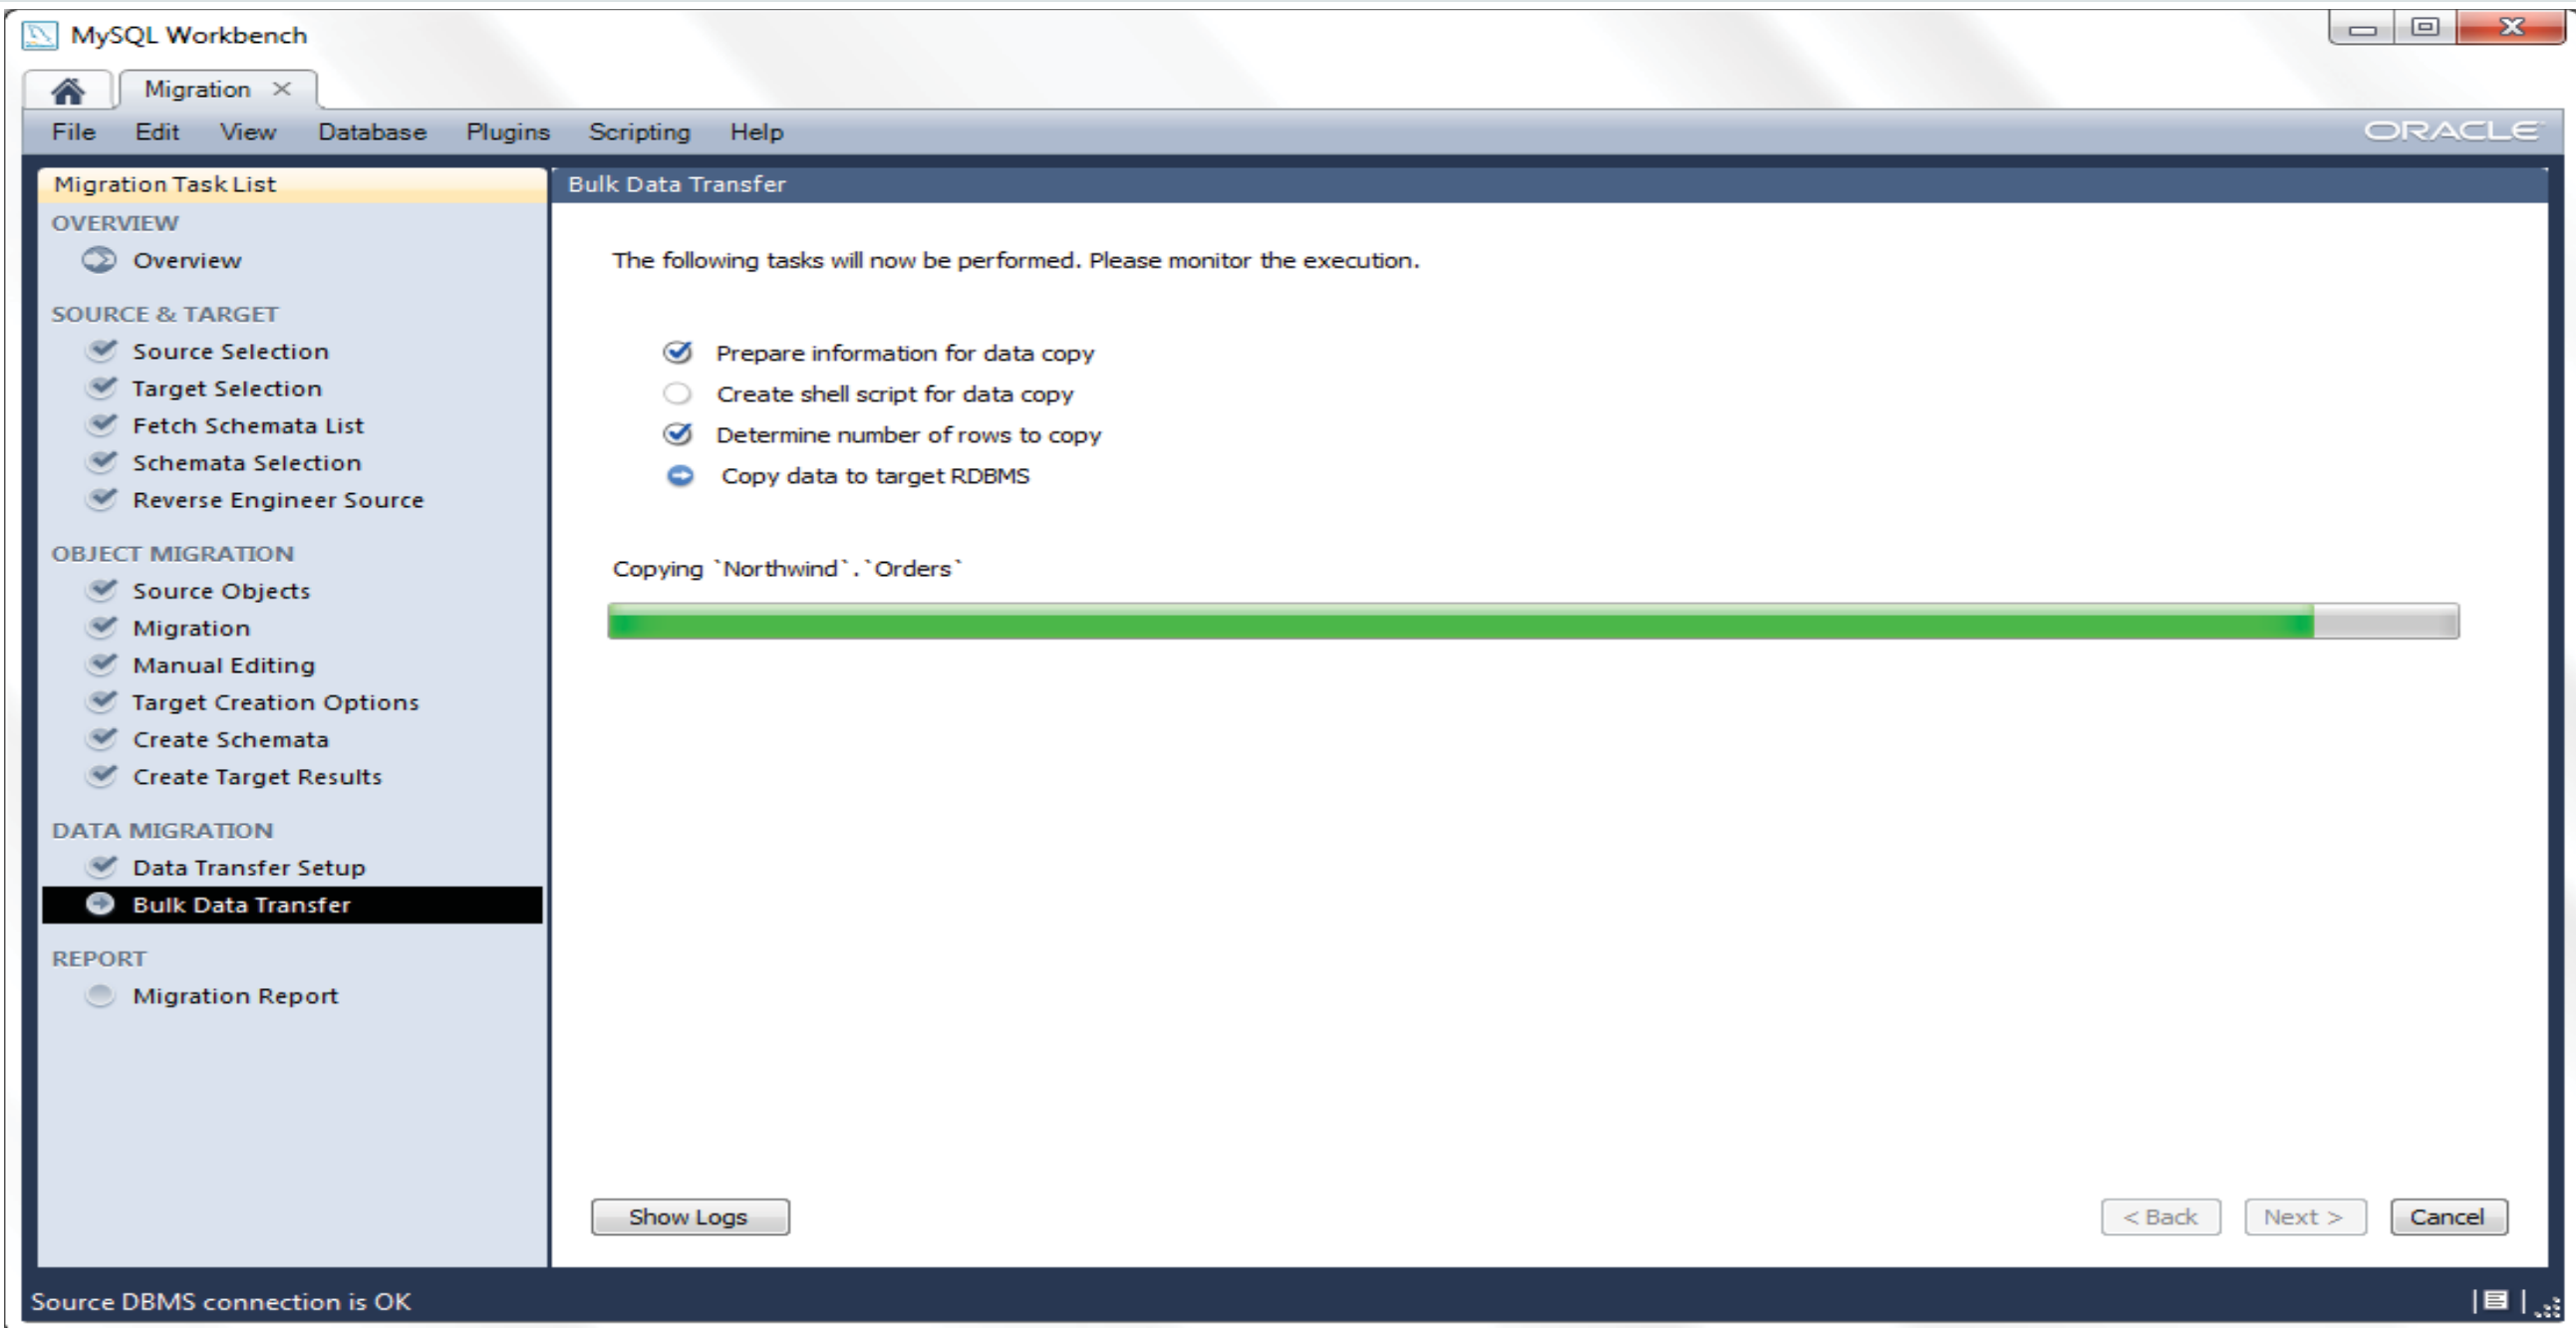 MySQL Workbench
Migration
File Edit View Database Plugins Scripting Help ORACLE
Migration Task List
OVERVIEW
Overview
SOURCE & TARGET
Source Selection
Target Selection
Fetch Schemata List
Schemata Selection
Reverse Engineer Source
OBJECT MIGRATION
Source Objects
Migration
Manual Editing
Target Creation Options
Create Schemata
Create Target Results
DATA MIGRATION
Data Transfer Setup
Bulk Data Transfer
REPORT
Migration Report
Bulk Data Transfer
The following tasks will now be performed. Please monitor the execution.
Prepare information for data copy
Create shell script for data copy
Determine number of rows to copy
Copy data to target RDBMS
Copying `Northwind`.`Orders`
Show Logs < Back Next > Cancel
Source DBMS connection is OK